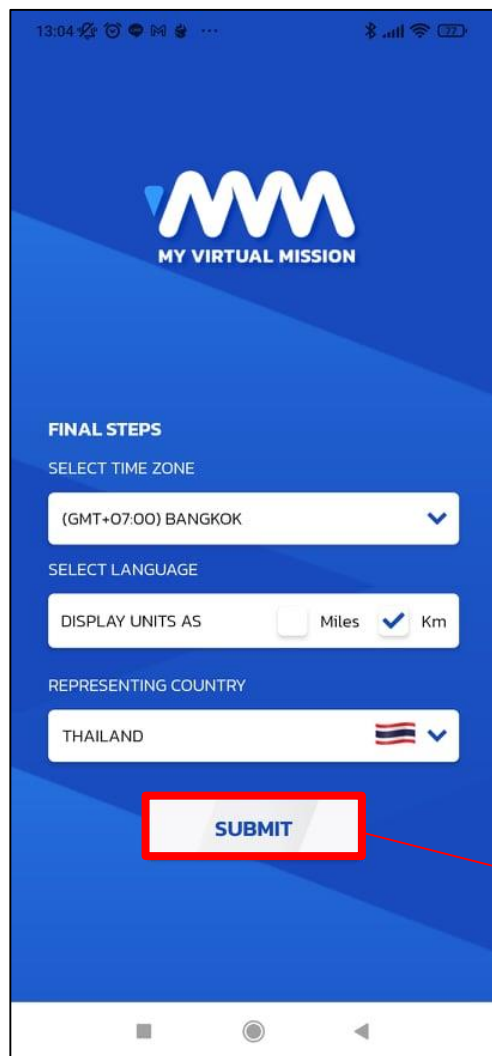 13:04
22
MY VIRTUAL MISSION
FINAL STEPS
SELECT TIME ZONE
(GMT+07:00) BANGKOK
SELECT LANGUAGE
DISPLAY UNITS AS Miles Km
REPRESENTING COUNTRY
THAILAND
SUBMIT